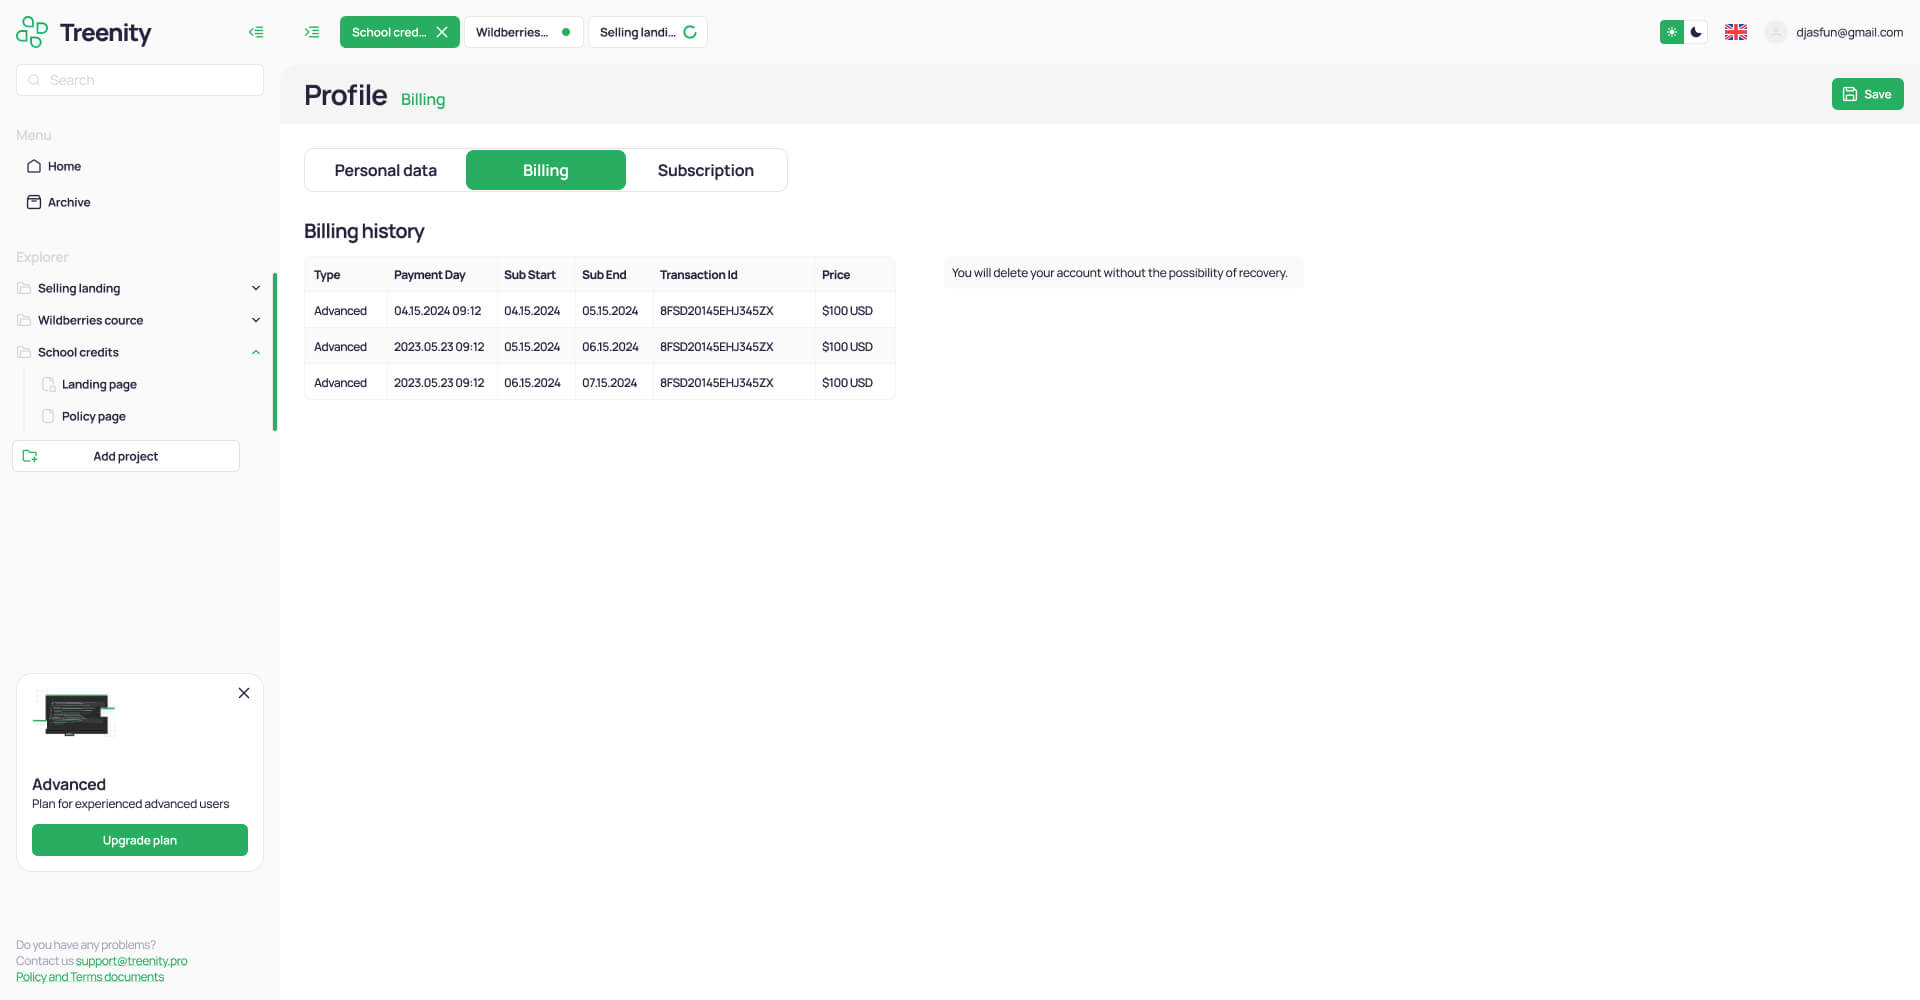 Treenity
School cred...
Wildberries...
Selling landi...
djasfun@gmail.com
Search
Profile Billing
Save
Menu
Home
Archive
Explorer
Selling landing
Wildberries cource
School credits
Landing page
Policy page
Add project
Personal data
Billing
Subscription
Billing history
Type Payment Day Sub Start Sub End Transaction Id Price
Advanced 04.15.2024 09:12 04.15.2024 05.15.2024 8FSD20145EHJ345ZX $100 USD
Advanced 2023.05.23 09:12 05.15.2024 06.15.2024 8FSD20145EHJ345ZX $100 USD
Advanced 2023.05.23 09:12 06.15.2024 07.15.2024 8FSD20145EHJ345ZX $100 USD
You will delete your account without the possibility of recovery.
Advanced
Plan for experienced advanced users
Upgrade plan
Do you have any problems?
Contact us support@treenity.pro
Policy and Terms documents